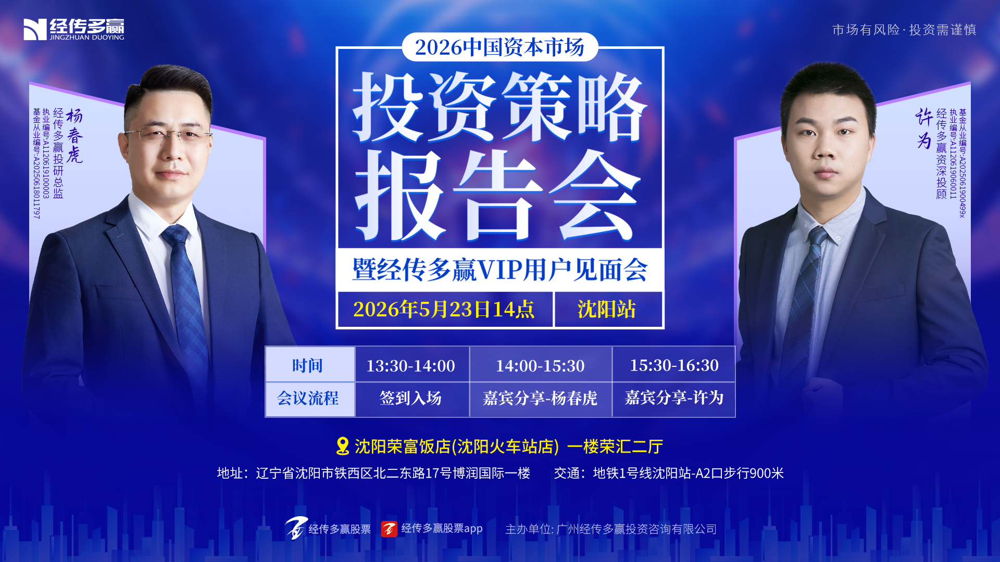 经传多赢
JINGZHUAN DUOYING
市场有风险·投资需谨慎
2026中国资本市场
投资策略
报告会
暨经传多赢VIP用户见面会
2026年5月23日14点
沈阳站
杨春虎
经传多赢投研总监
执业编号:A1120619100003
基金从业编号:A20250618011797
许为
经传多赢资深投顾
执业编号:A1120619060011
基金从业编号:A2025061900499x
时间
13:30-14:00
14:00-15:30
15:30-16:30
会议流程
签到入场
嘉宾分享-杨春虎
嘉宾分享-许为
沈阳荣富饭店(沈阳火车站店) 一楼荣汇二厅
地址：辽宁省沈阳市铁西区北二东路17号博润国际一楼
交通：地铁1号线沈阳站-A2口步行900米
经传多赢股票
经传多赢股票app
主办单位: 广州经传多赢投资咨询有限公司